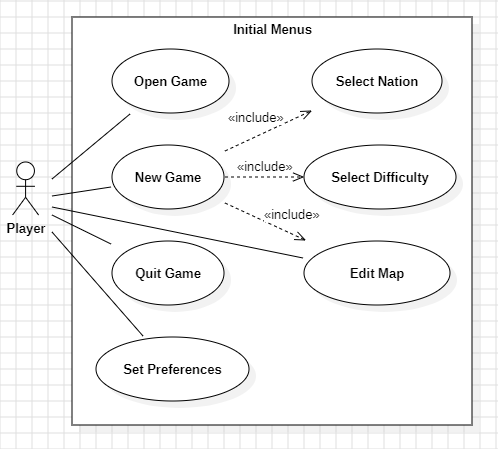 Initial Menus
Open Game
Select Nation
«include»
New Game
«include»
Select Difficulty
«include»
Player
Quit Game
Edit Map
Set Preferences